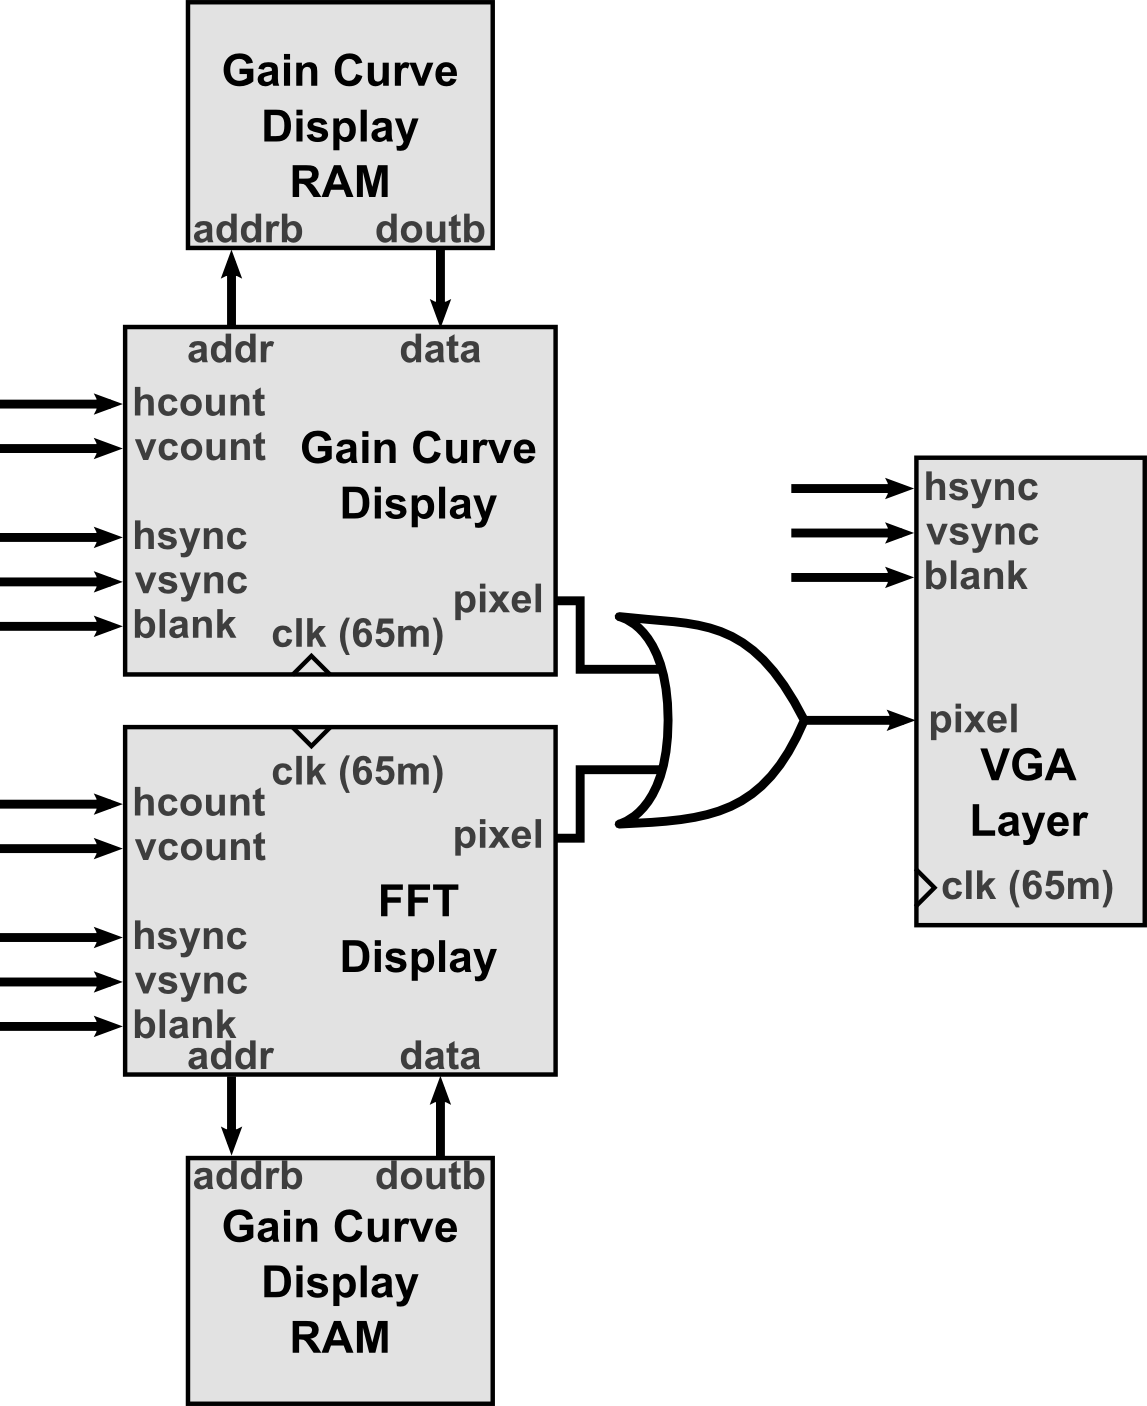 Gain Curve
Display
RAM
addrb doutb
addr data
hcount
vcount
Gain Curve
Display
hsync
vsync
blank
pixel
clk (65m)
clk (65m)
hcount
vcount
pixel
FFT
Display
hsync
vsync
blank
addr data
addrb doutb
Gain Curve
Display
RAM
hsync
vsync
blank
pixel
VGA
Layer
clk (65m)